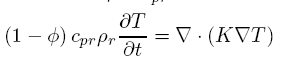 (1 − ϕ) c_{pr} ρ_r ∂T/∂t = ∇ · (K∇T)